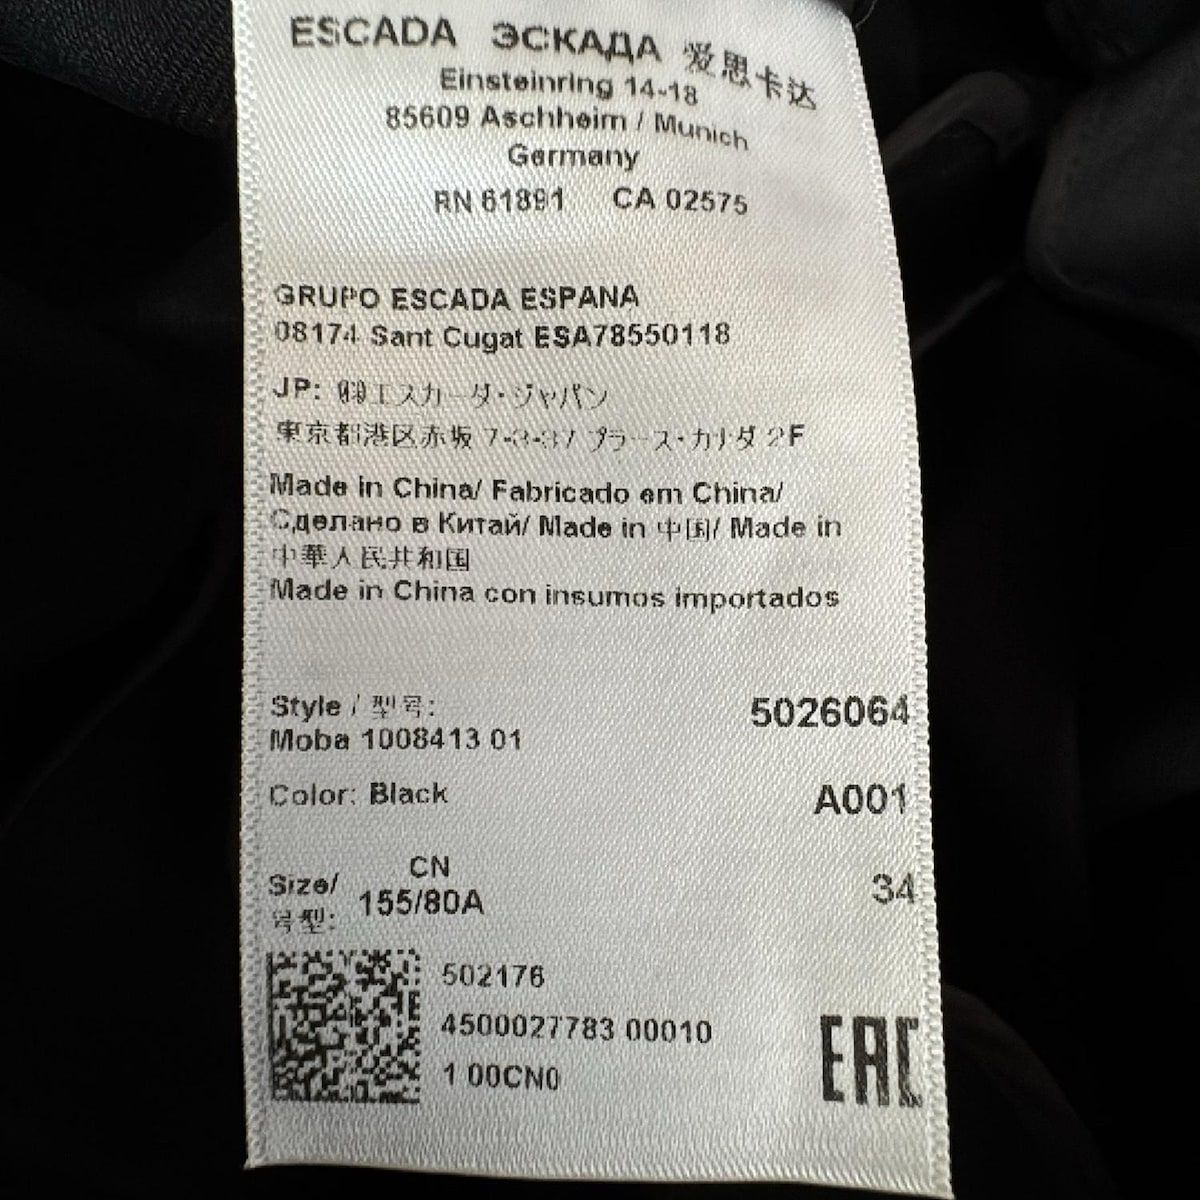 ESCADA ЭСКАДА 爱思卡达
Einsteinring 14-18
85609 Aschheim / Munich
Germany
RN 61891 CA 02575
GRUPO ESCADA ESPANA
08174 Sant Cugat ESA78550118
JP: ㈱エスカーダ・ジャパン
東京都港区赤坂 7-3-37 プラース・カナダ 2F
Made in China/ Fabricado em China/
Сделано в Китай/ Made in 中国/ Made in
中華人民共和国
Made in China con insumos importados
Style / 型号: 5026064
Moba 1008413 01
Color: Black A001
CN
Size/ 155/80A 34
号型:
502176
4500027783 00010
1 00CN0
EAC